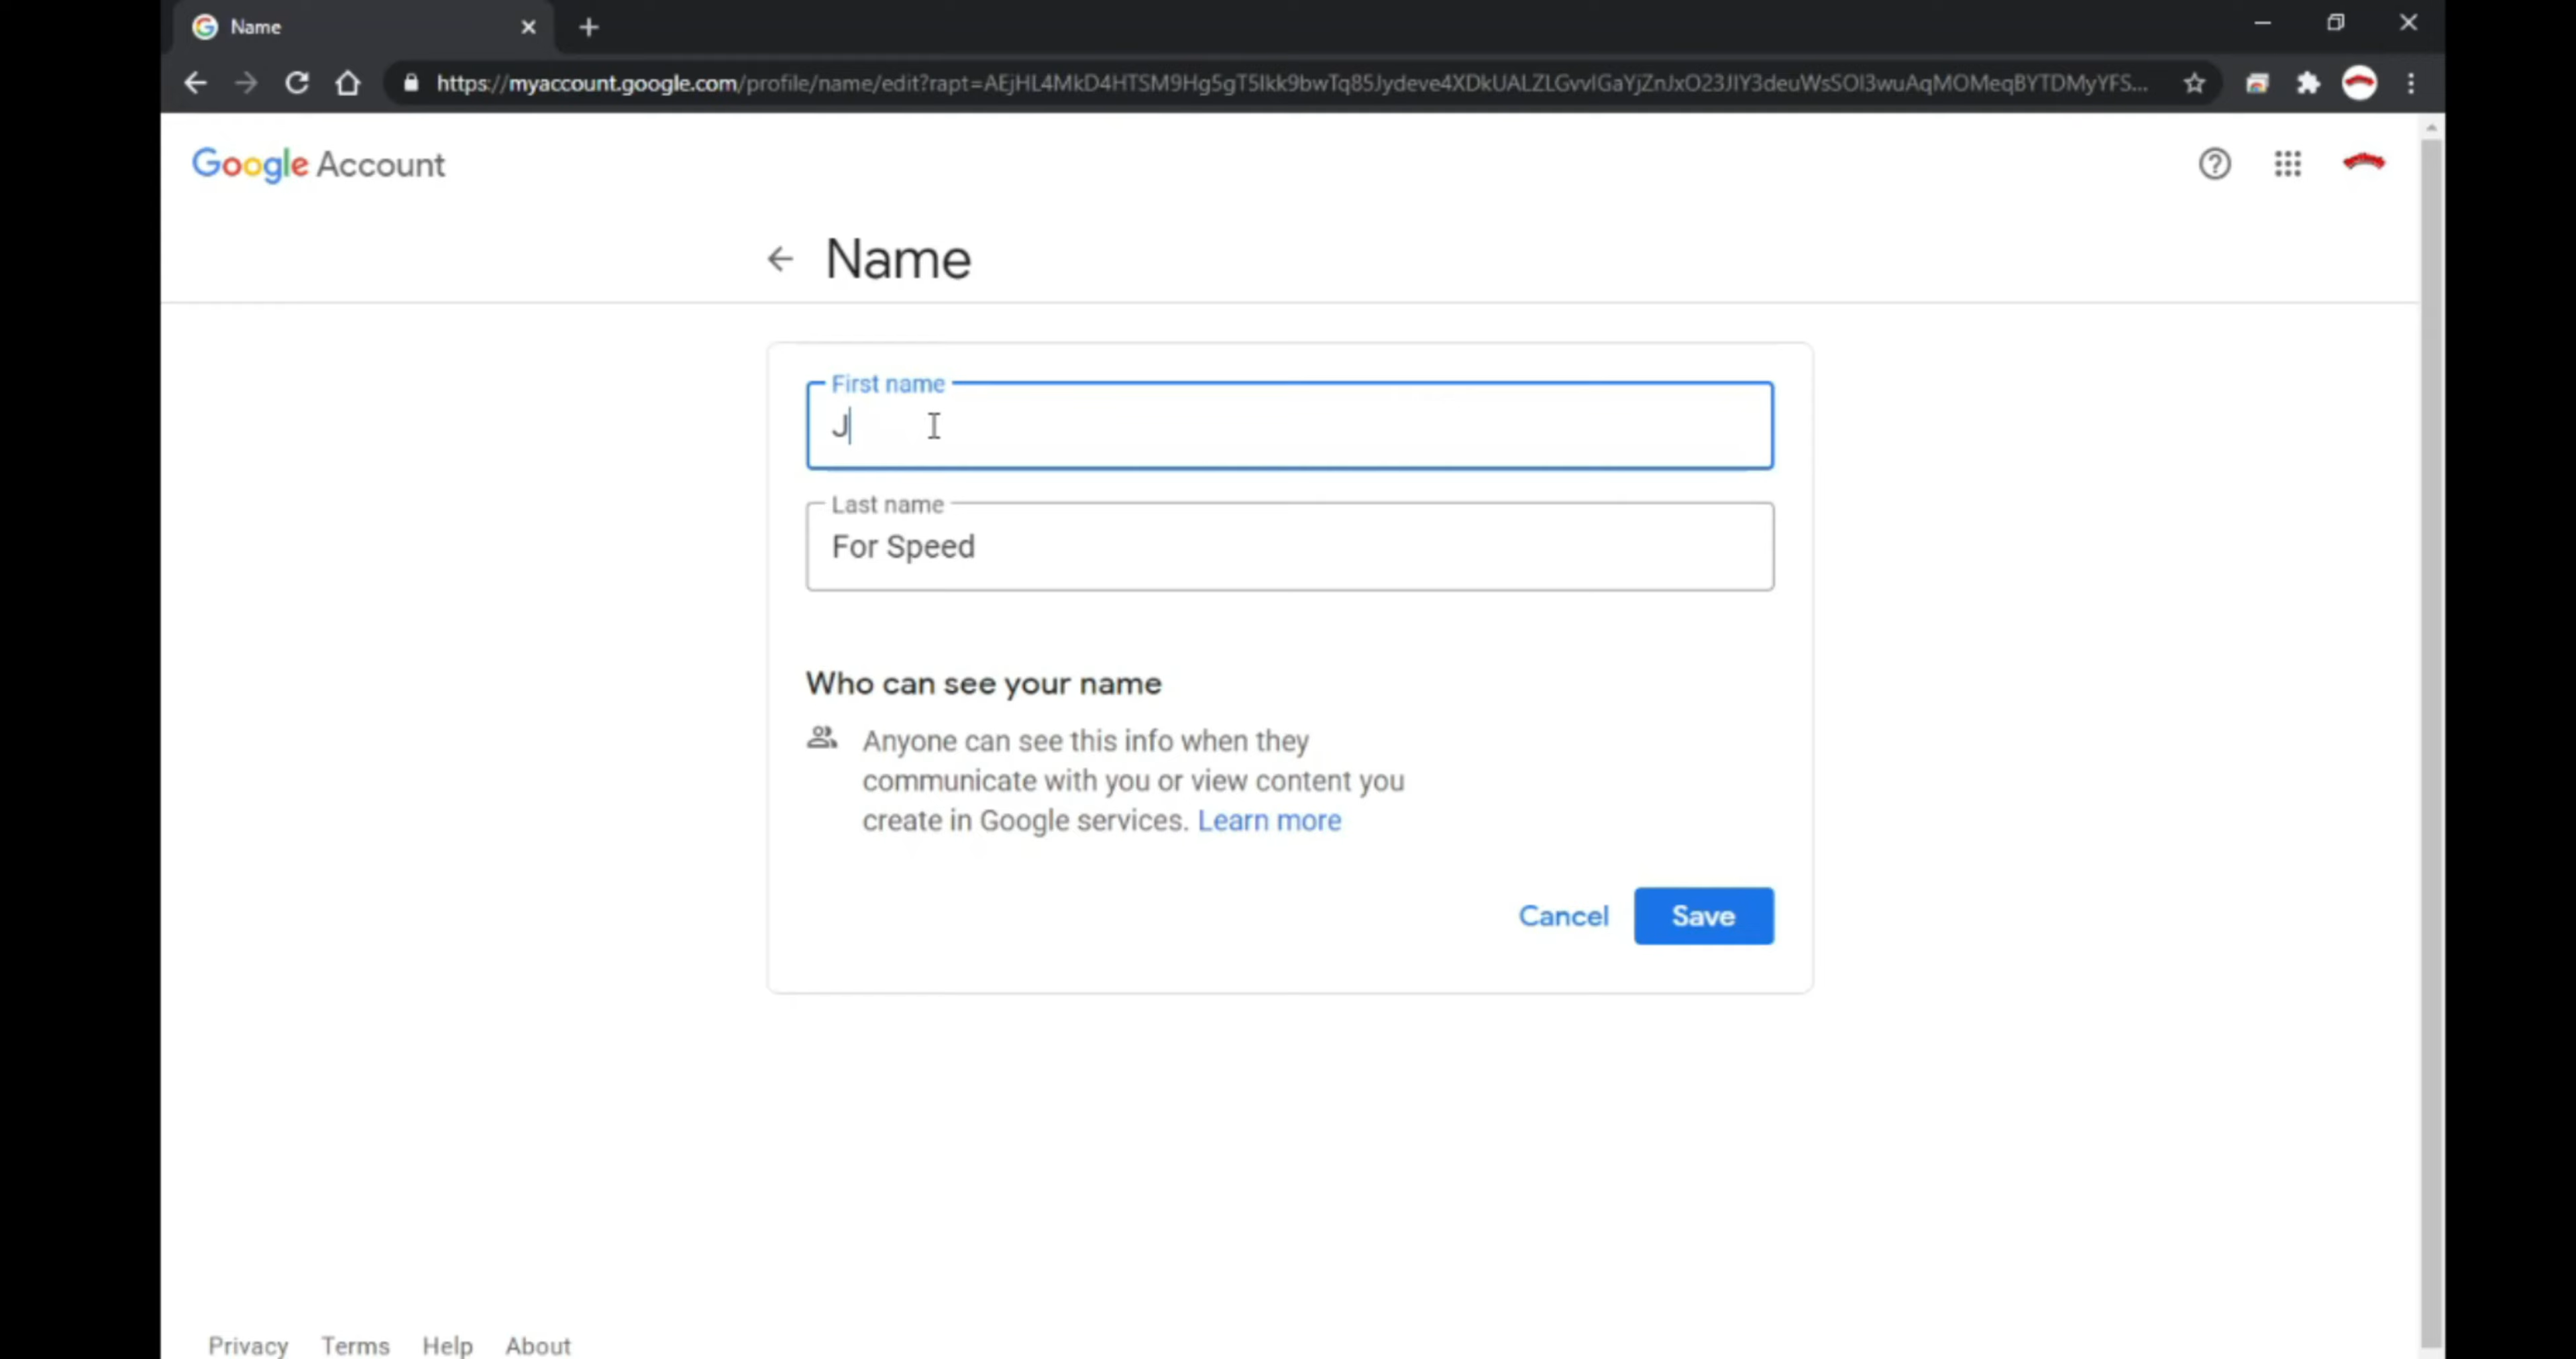 Name
https://myaccount.google.com/profile/name/edit?rapt=AEjHL4MkD4HTSM9Hg5gT5Ikk9bwTq85Jydeve4XDkUALZLGvvIGaYjZnJxO23JIY3deuWsSOI3wuAqMOMeqBYTDMyYFS...
Google Account
Name
First name
J
Last name
For Speed
Who can see your name
Anyone can see this info when they
communicate with you or view content you
create in Google services. Learn more
Cancel Save
Privacy Terms Help About